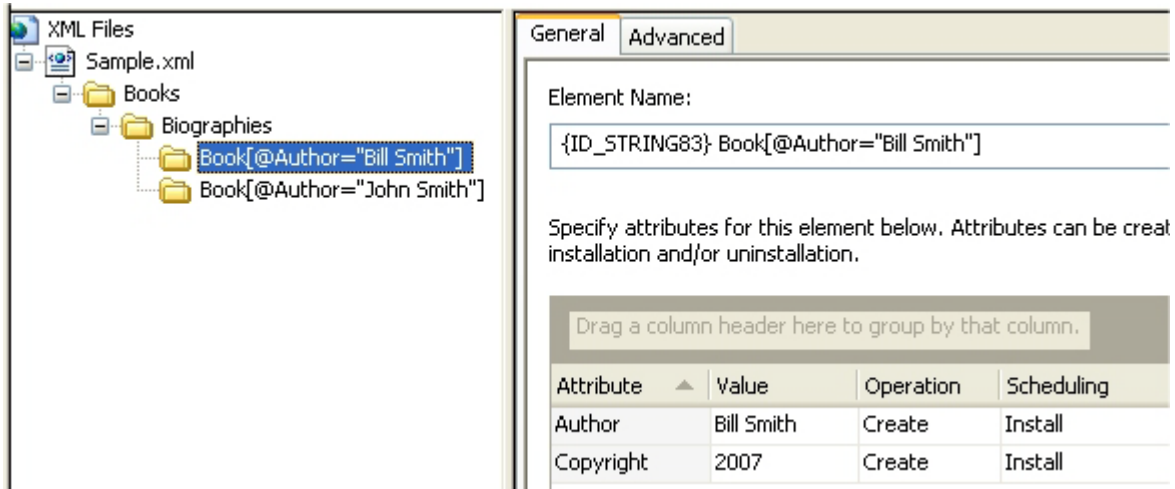 XML Files
Sample.xml
Books
Biographies
Book[@Author="Bill Smith"]
Book[@Author="John Smith"]
General Advanced
Element Name:
{ID_STRING83} Book[@Author="Bill Smith"]
Specify attributes for this element below. Attributes can be creat
installation and/or uninstallation.
Drag a column header here to group by that column.
Attribute Value Operation Scheduling
Author Bill Smith Create Install
Copyright 2007 Create Install